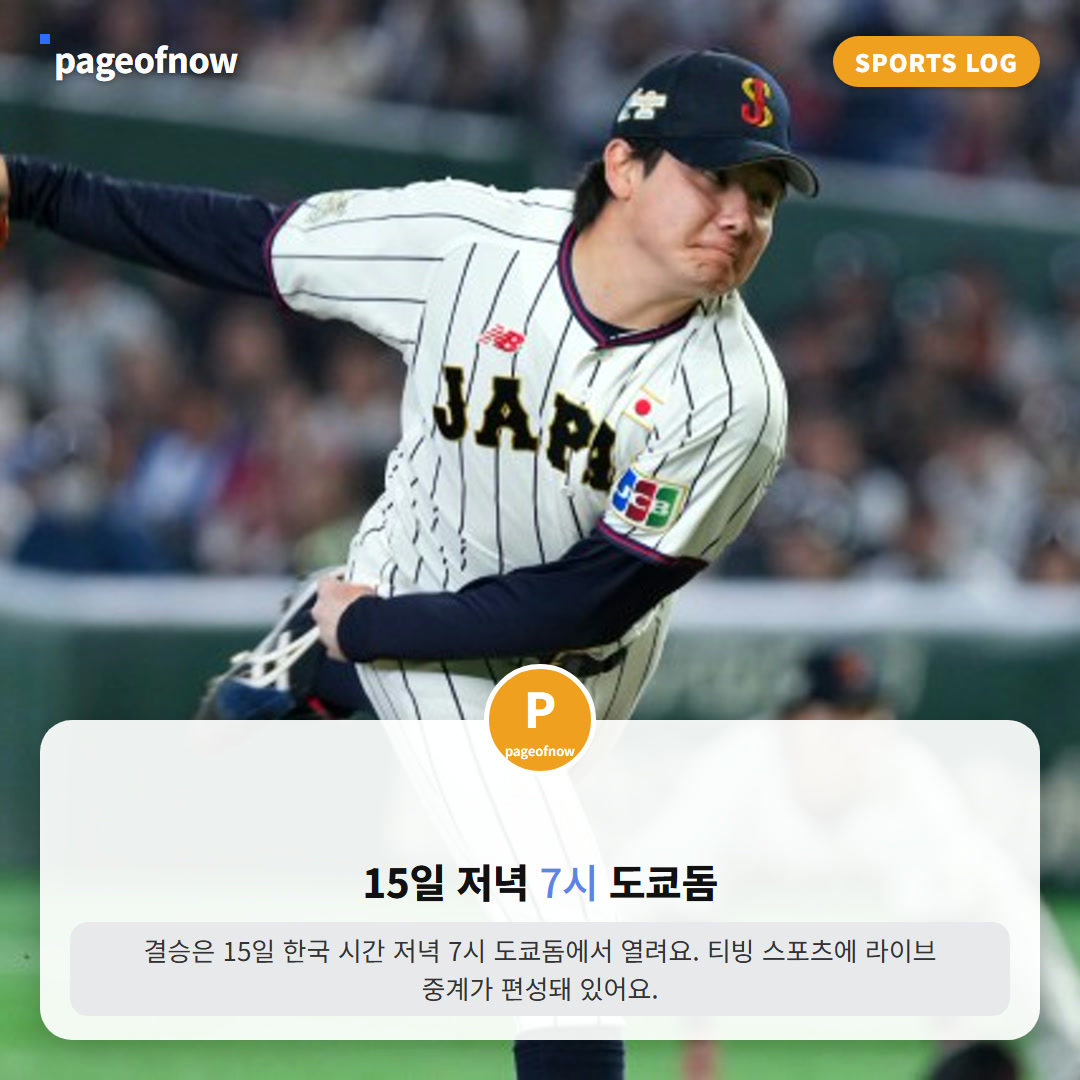 pageofnow
SPORTS LOG
JAPA
JCB
P
pageofnow
15일 저녁 7시 도쿄돔
결승은 15일 한국 시간 저녁 7시 도쿄돔에서 열려요. 티빙 스포츠에 라이브
중계가 편성돼 있어요.